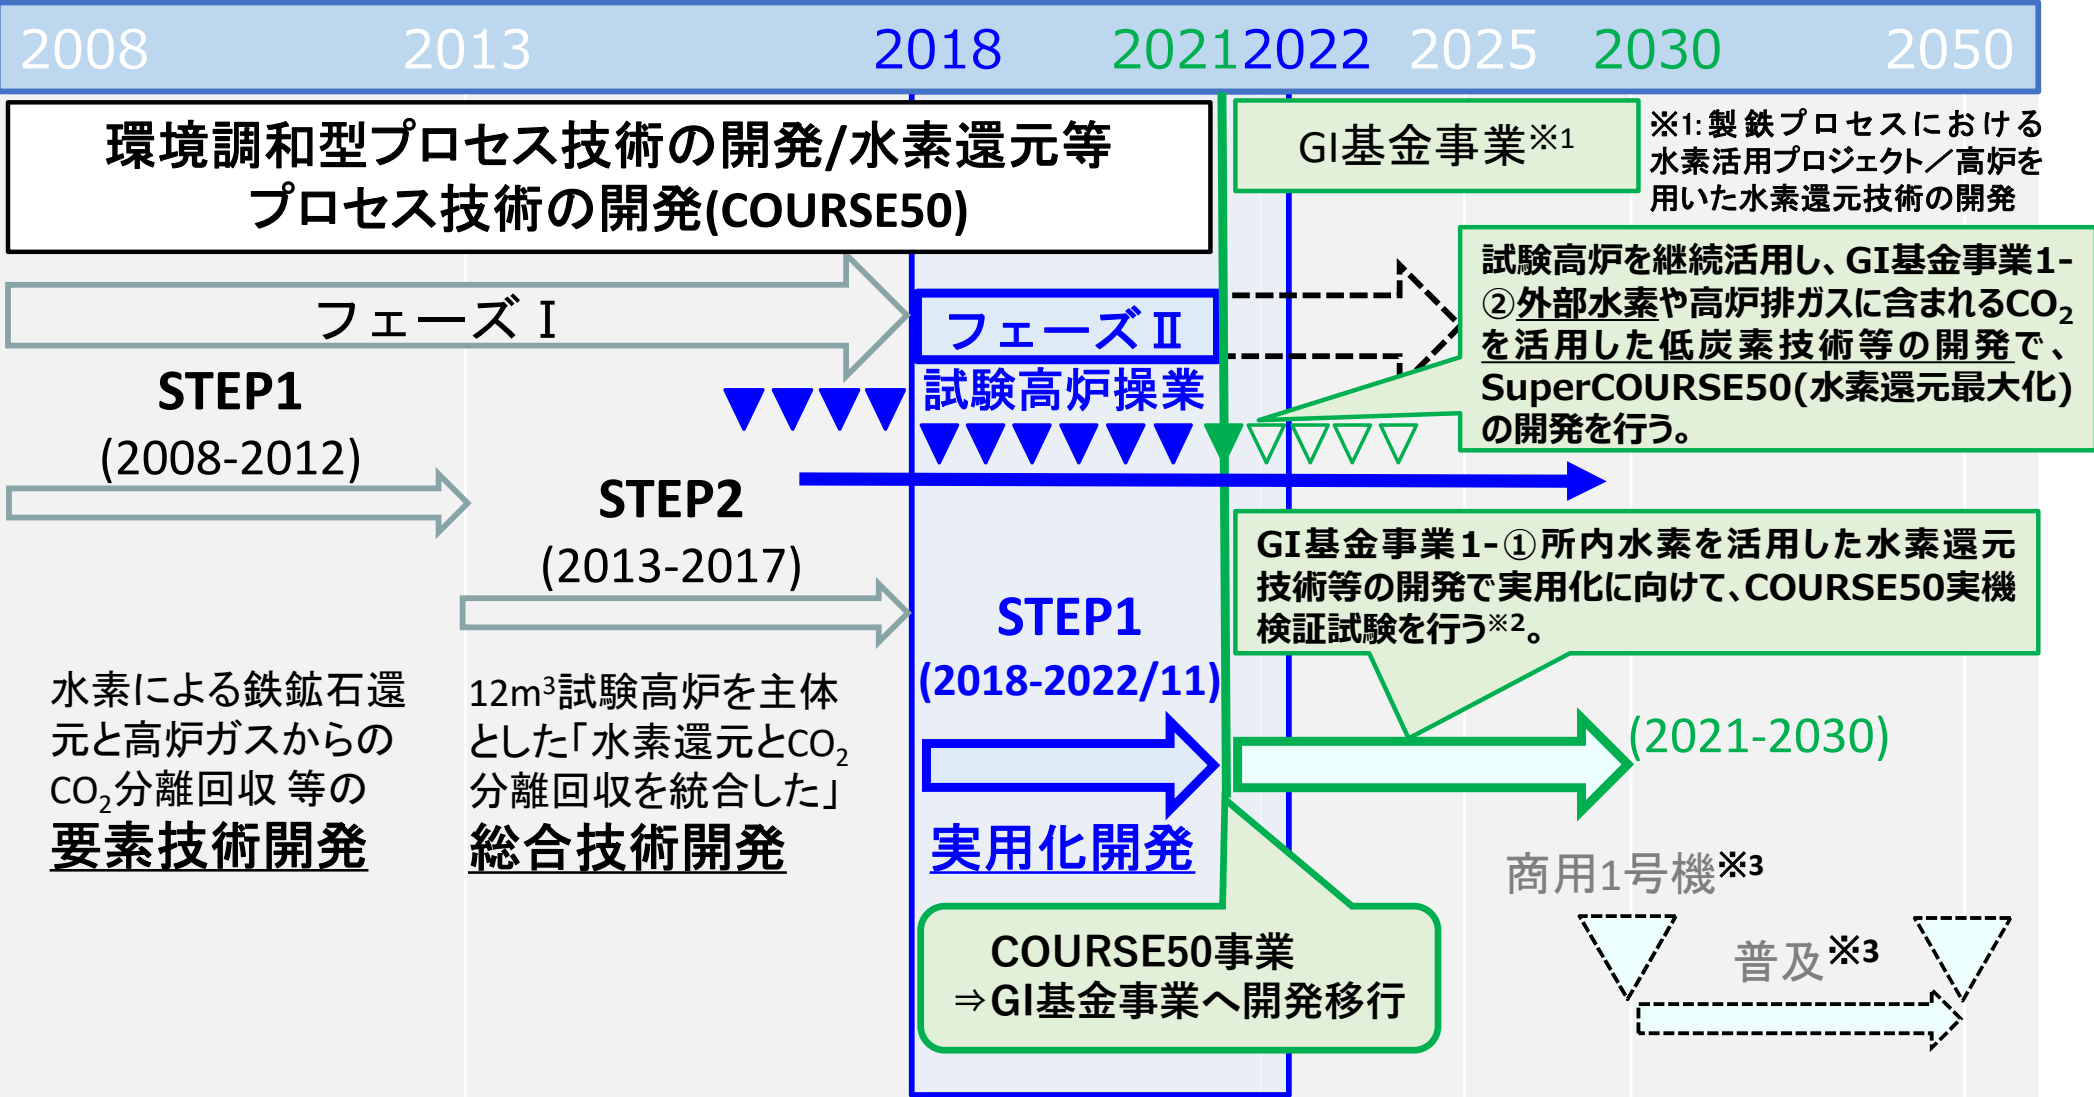 2008 2013 2018 2021 2022 2025 2030 2050
環境調和型プロセス技術の開発/水素還元等
プロセス技術の開発(COURSE50)
GI基金事業※1
※1:製鉄プロセスにおける
水素活用プロジェクト／高炉を
用いた水素還元技術の開発
フェーズⅠ
フェーズⅡ
試験高炉を継続活用し、GI基金事業1-
②外部水素や高炉排ガスに含まれるCO2
を活用した低炭素技術等の開発で、
SuperCOURSE50(水素還元最大化)
の開発を行う。
試験高炉操業
STEP1
(2008-2012)
STEP2
(2013-2017)
GI基金事業1-①所内水素を活用した水素還元
技術等の開発で実用化に向けて、COURSE50実機
検証試験を行う※2。
STEP1
(2018-2022/11)
(2021-2030)
水素による鉄鉱石還
元と高炉ガスからの
CO2分離回収 等の
要素技術開発
12m3試験高炉を主体
とした「水素還元とCO2
分離回収を統合した」
総合技術開発
実用化開発
商用1号機※3
普及※3
COURSE50事業
⇒GI基金事業へ開発移行